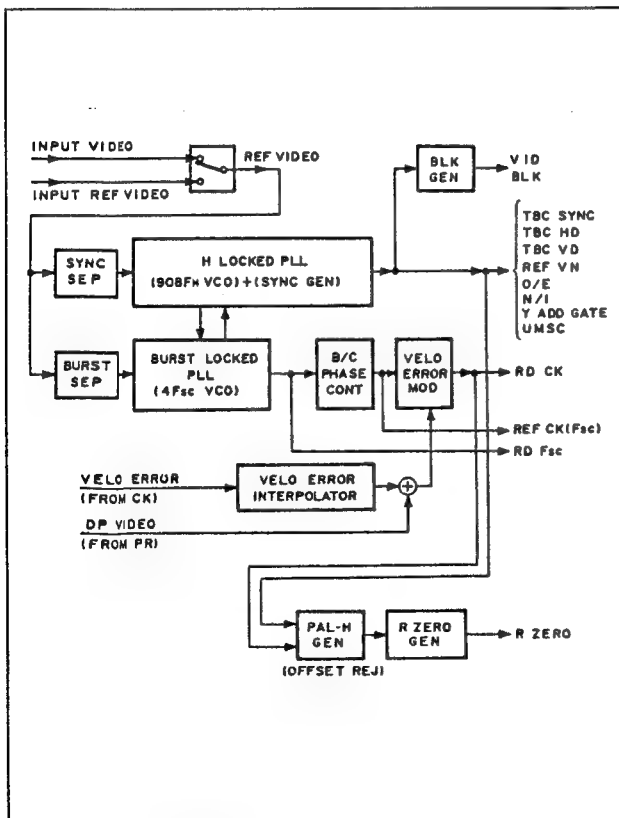 INPUT VIDEO
INPUT REF VIDEO
REF VIDEO
BLK
GEN
VID
BLK
SYNC
SEP
H LOCKED PLL
(908FH VCO)+(SYNC GEN)
TBC SYNC
TBC HD
TBC VD
REF VN
O/E
N/I
Y ADD GATE
UMSC
BURST SEP
BURST LOCKED
PLL
(4Fsc VCO)
B/C
PHASE
CONT
VELO
ERROR
MOD
RD CK
REF CK(Fsc)
RD Fsc
VELO ERROR
(FROM CK)
VELO ERROR
INTERPOLATOR
DP VIDEO
(FROM PR)
PAL-H
GEN
(OFFSET REJ)
R ZERO
GEN
R ZERO